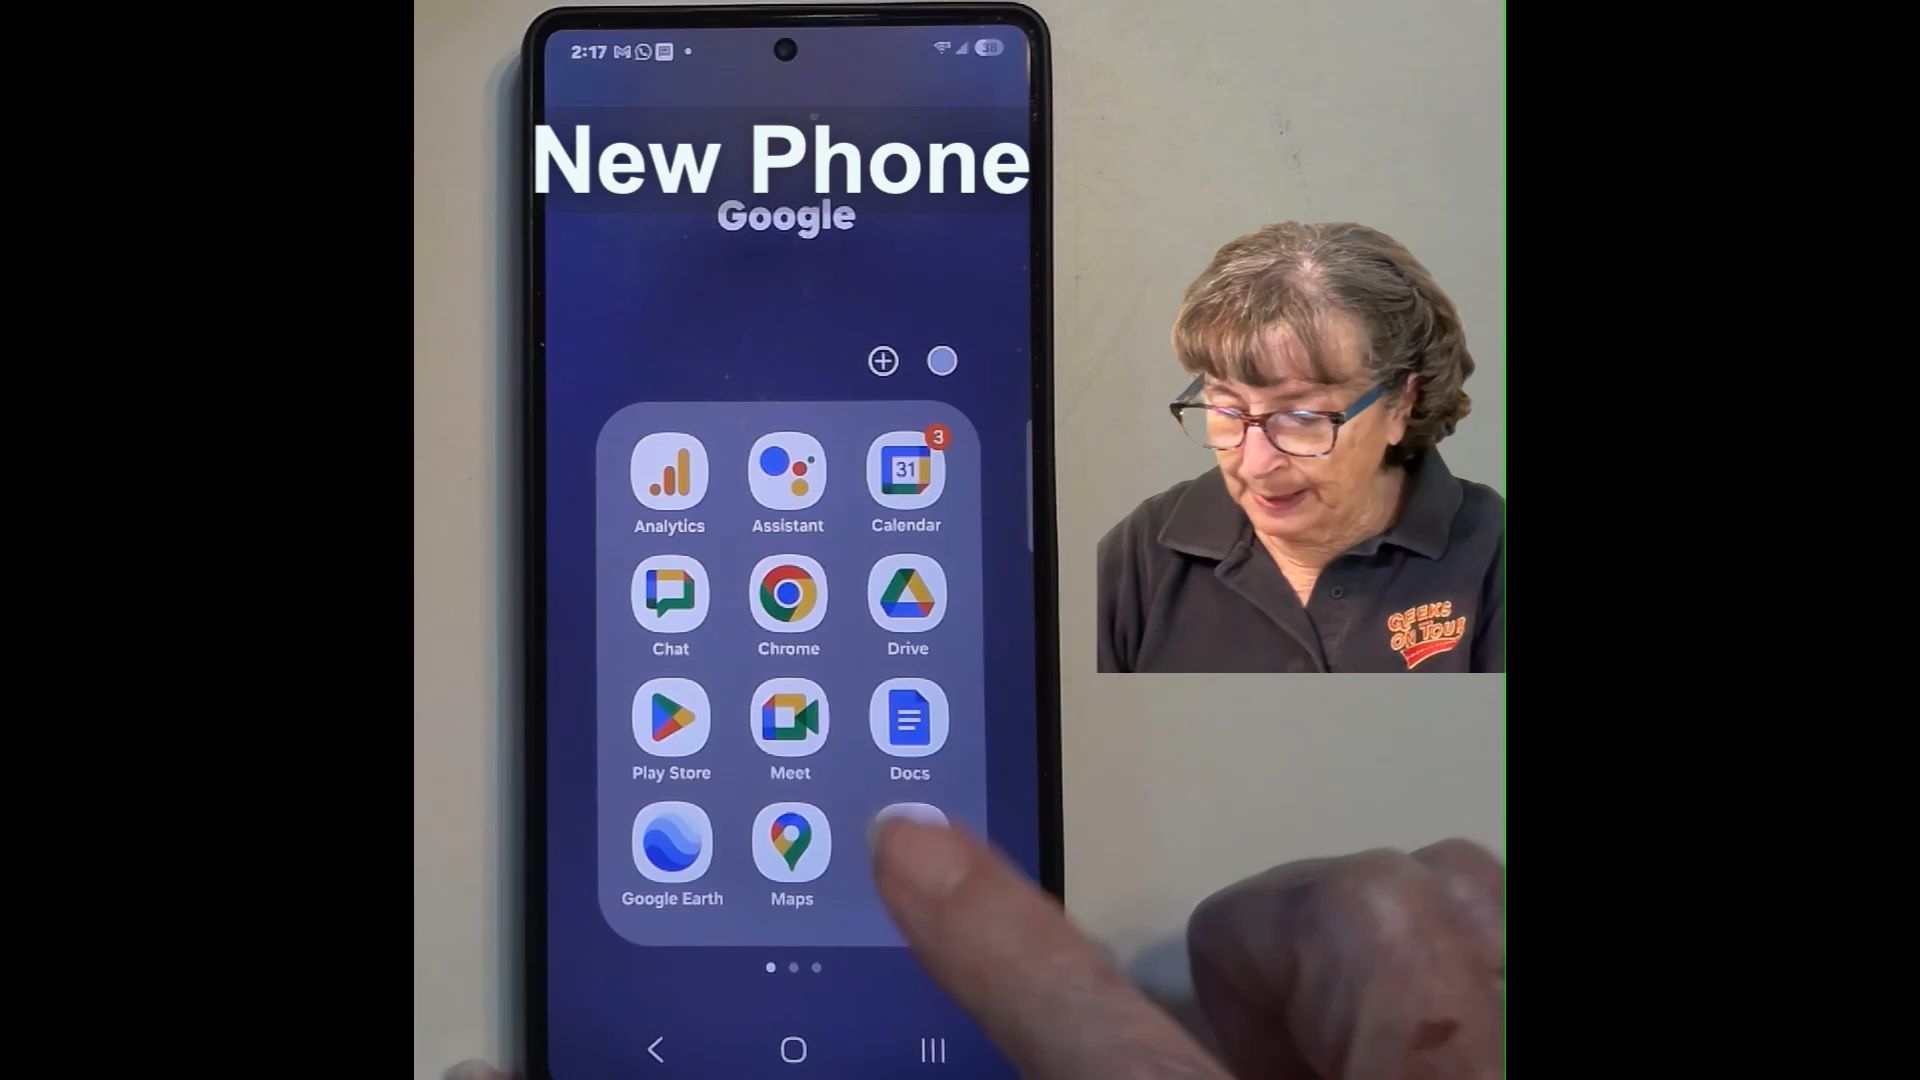 2:17
38
New Phone
Google
3
31
Analytics Assistant Calendar
Chat Chrome Drive
Play Store Meet Docs
Google Earth Maps
GEEKS
ON TOUR